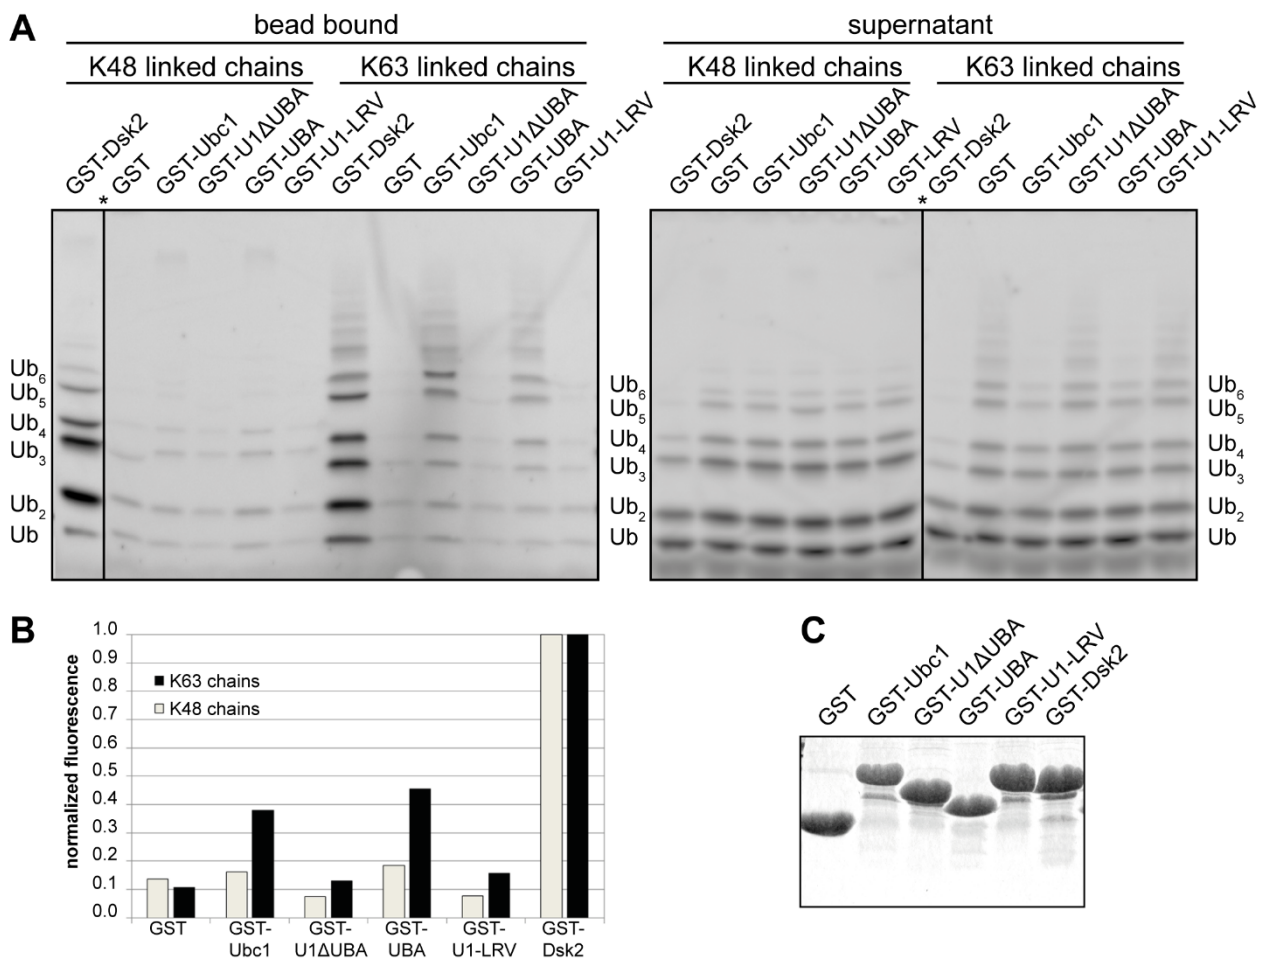 A
bead bound
supernatant
K48 linked chains K63 linked chains
K48 linked chains K63 linked chains
GST-Dsk2
GST
GST-Ubc1
GST-U1ΔUBA
GST-UBA
GST-U1-LRV
GST-Dsk2
GST
GST-Ubc1
GST-U1ΔUBA
GST-UBA
GST-U1-LRV
GST-Dsk2
GST
GST-Ubc1
GST-U1ΔUBA
GST-UBA
GST-LRV
GST-Dsk2
GST
GST-Ubc1
GST-U1ΔUBA
GST-UBA
GST-U1-LRV
*
*
Ub6
Ub5
Ub4
Ub3
Ub2
Ub
Ub6
Ub5
Ub4
Ub3
Ub2
Ub
Ub6
Ub5
Ub4
Ub3
Ub2
Ub
B
normalized fluorescence
1.0
0.9
0.8
0.7
0.6
0.5
0.4
0.3
0.2
0.1
0.0
K63 chains
K48 chains
GST
GST-
Ubc1
GST-
U1ΔUBA
GST-
UBA
GST-
U1-LRV
GST-
Dsk2
C
GST
GST-Ubc1
GST-U1ΔUBA
GST-UBA
GST-U1-LRV
GST-Dsk2